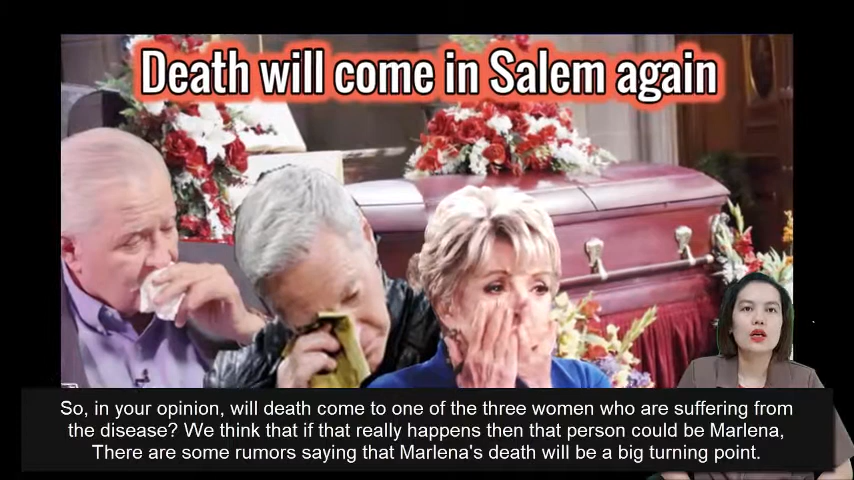 Death will come in Salem again
So, in your opinion, will death come to one of the three women who are suffering from
the disease? We think that if that really happens then that person could be Marlena,
There are some rumors saying that Marlena's death will be a big turning point.